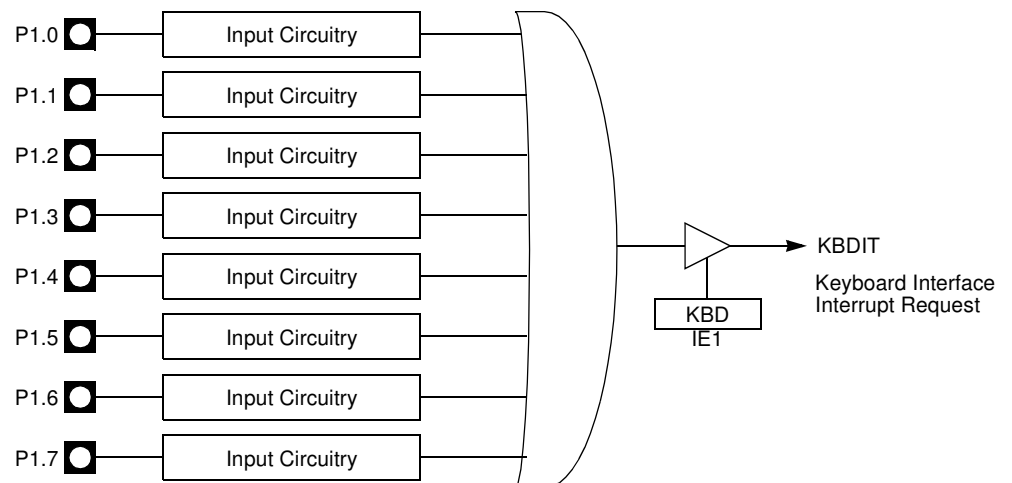 P1.0 Input Circuitry
P1.1 Input Circuitry
P1.2 Input Circuitry
P1.3 Input Circuitry
P1.4 Input Circuitry
P1.5 Input Circuitry
P1.6 Input Circuitry
P1.7 Input Circuitry
KBDIT
Keyboard Interface
Interrupt Request
KBD
IE1